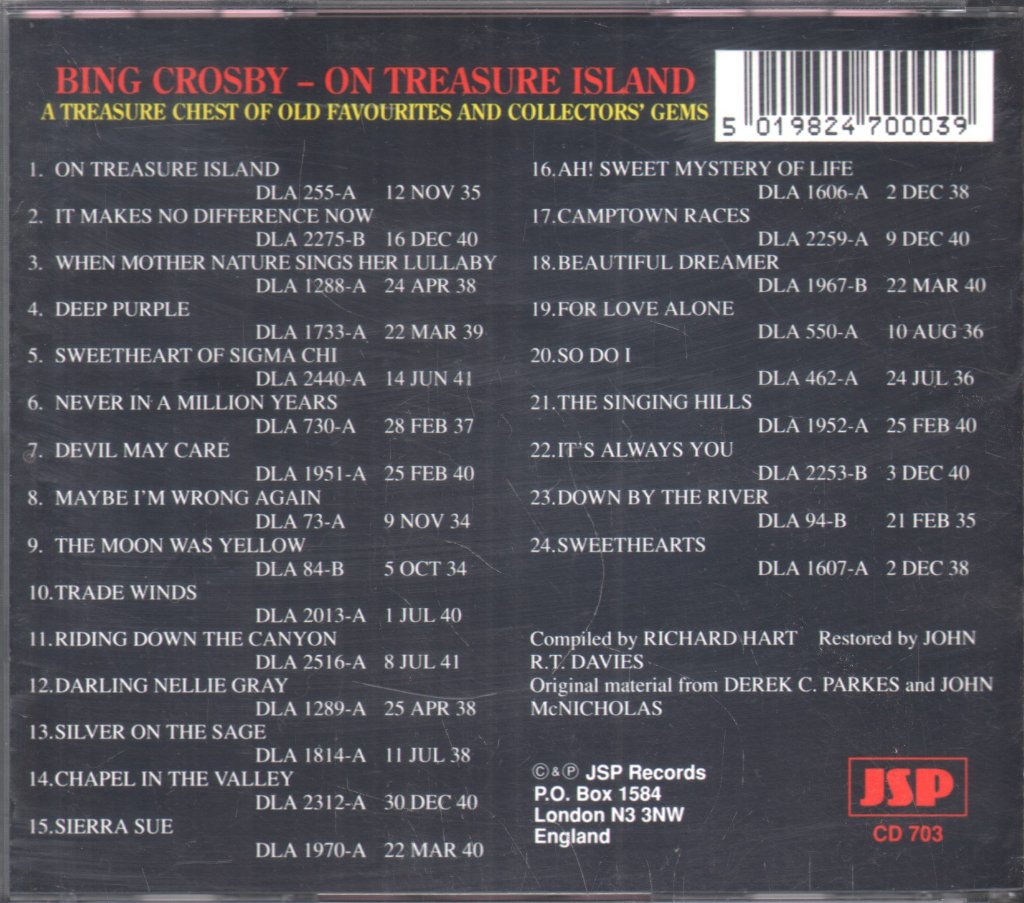 BING CROSBY – ON TREASURE ISLAND
A TREASURE CHEST OF OLD FAVOURITES AND COLLECTORS' GEMS
5 019824 700039
1. ON TREASURE ISLAND
DLA 255-A 12 NOV 35
2. IT MAKES NO DIFFERENCE NOW
DLA 2275-B 16 DEC 40
3. WHEN MOTHER NATURE SINGS HER LULLABY
DLA 1288-A 24 APR 38
4. DEEP PURPLE
DLA 1733-A 22 MAR 39
5. SWEETHEART OF SIGMA CHI
DLA 2440-A 14 JUN 41
6. NEVER IN A MILLION YEARS
DLA 730-A 28 FEB 37
7. DEVIL MAY CARE
DLA 1951-A 25 FEB 40
8. MAYBE I'M WRONG AGAIN
DLA 73-A 9 NOV 34
9. THE MOON WAS YELLOW
DLA 84-B 5 OCT 34
10. TRADE WINDS
DLA 2013-A 1 JUL 40
11. RIDING DOWN THE CANYON
DLA 2516-A 8 JUL 41
12. DARLING NELLIE GRAY
DLA 1289-A 25 APR 38
13. SILVER ON THE SAGE
DLA 1814-A 11 JUL 38
14. CHAPEL IN THE VALLEY
DLA 2312-A 30 DEC 40
15. SIERRA SUE
DLA 1970-A 22 MAR 40
16. AH! SWEET MYSTERY OF LIFE
DLA 1606-A 2 DEC 38
17. CAMPTOWN RACES
DLA 2259-A 9 DEC 40
18. BEAUTIFUL DREAMER
DLA 1967-B 22 MAR 40
19. FOR LOVE ALONE
DLA 550-A 10 AUG 36
20. SO DO I
DLA 462-A 24 JUL 36
21. THE SINGING HILLS
DLA 1952-A 25 FEB 40
22. IT'S ALWAYS YOU
DLA 2253-B 3 DEC 40
23. DOWN BY THE RIVER
DLA 94-B 21 FEB 35
24. SWEETHEARTS
DLA 1607-A 2 DEC 38
Compiled by RICHARD HART Restored by JOHN
R.T. DAVIES
Original material from DEREK C. PARKES and JOHN
McNICHOLAS
© & ℗ JSP Records
P.O. Box 1584
London N3 3NW
England
JSP
CD 703